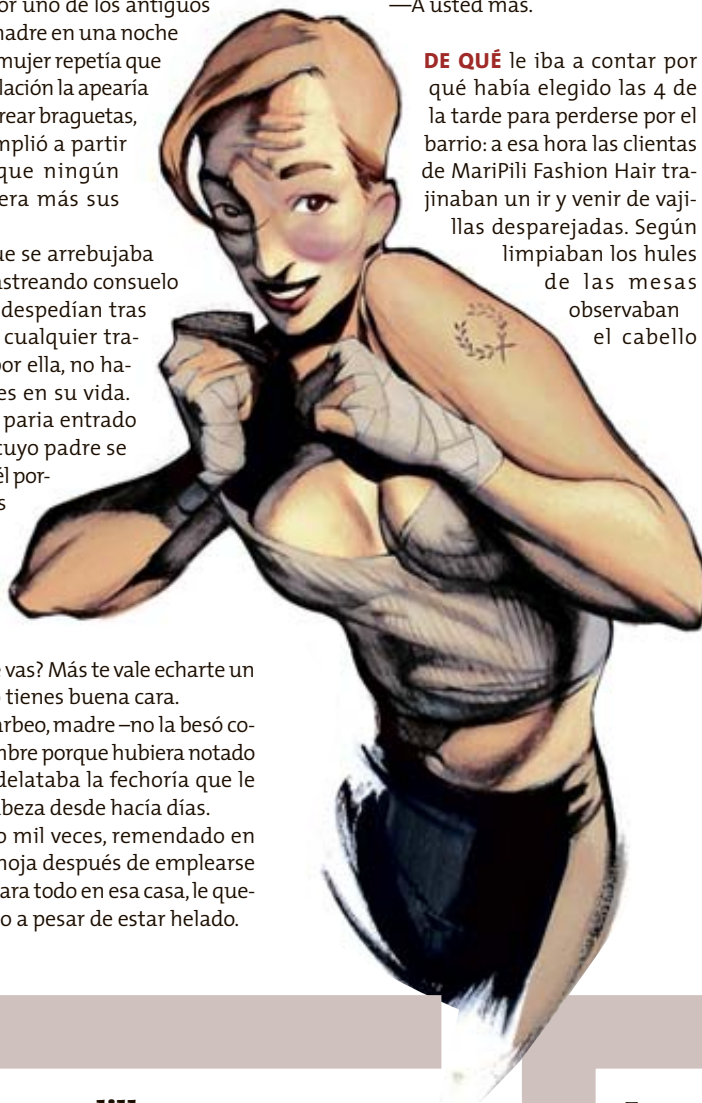 or uno de los antiguos
nadre en una noche
mujer repetía que
lación la apearía
rear braguetas,
mplió a partir
que ningún
era más sus
ue se arrebujaba
astreando consuelo
despedían tras
cualquier tra-
por ella, no ha-
es en su vida.
paria entrado
cuyo padre se
él por-
s
e vas? Más te vale echarte un
o tienes buena cara.
arbeo, madre –no la besó co-
mbre porque hubiera notado
delataba la fechoría que le
abeza desde hacía días.
o mil veces, remendado en
noja después de emplearse
para todo en esa casa, le que-
o a pesar de estar helado.
—A usted más.
DE QUÉ le iba a contar por
qué había elegido las 4 de
la tarde para perderse por el
barrio: a esa hora las clientas
de MariPili Fashion Hair tra-
jinaban un ir y venir de vaji-
llas desparejadas. Según
limpiaban los hules
de las mesas
observaban
el cabello